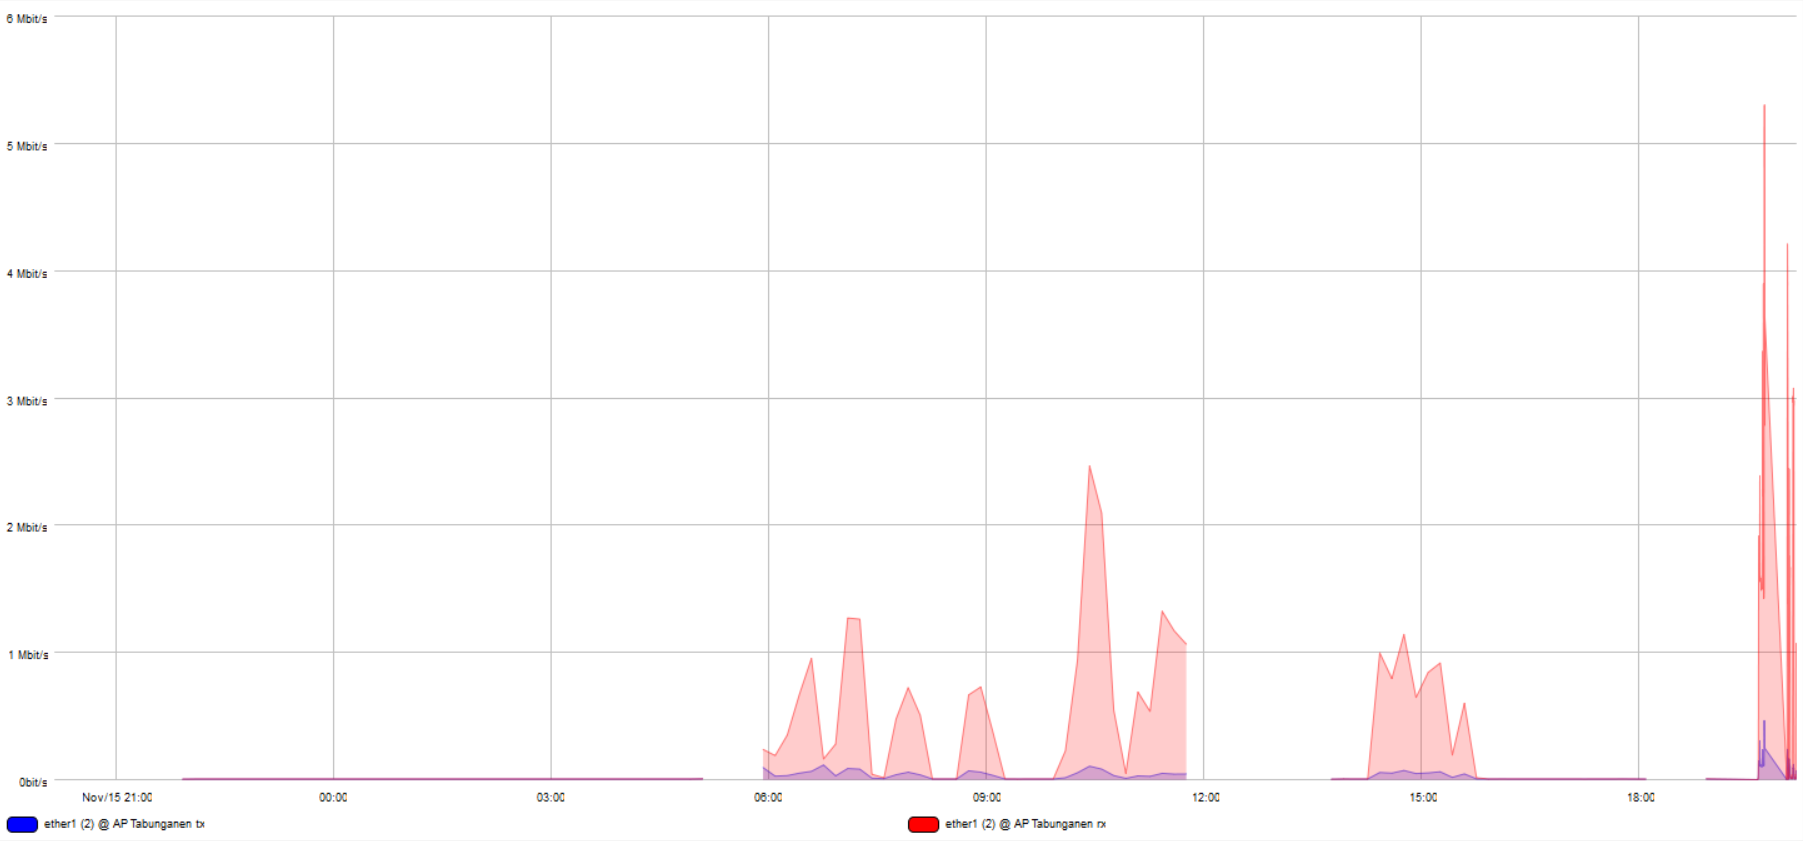 6 Mbit/s
5 Mbit/s
4 Mbit/s
3 Mbit/s
2 Mbit/s
1 Mbit/s
0bit/s
Nov/15 21:00 00:00 03:00 06:00 09:00 12:00 15:00 18:00
ether1 (2) @ AP Tabunganen tx ether1 (2) @ AP Tabunganen rx